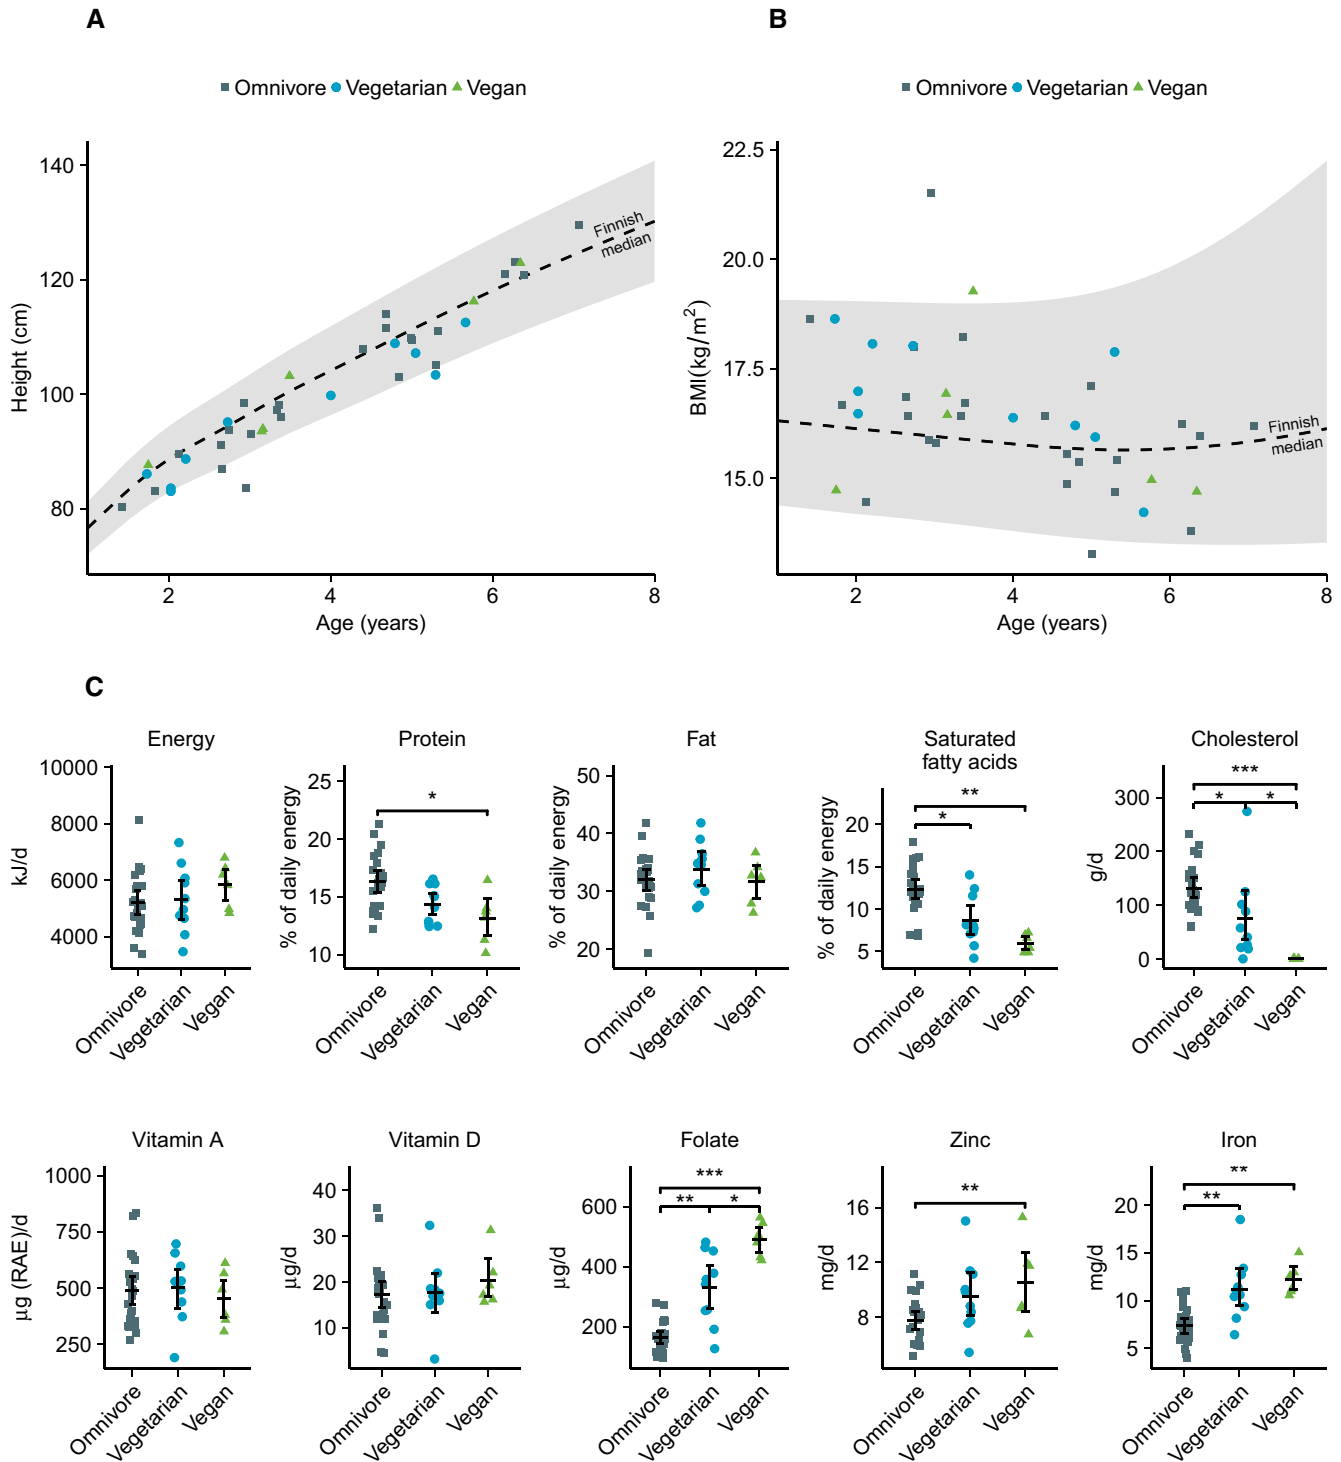 A
B
Omnivore Vegetarian Vegan
Omnivore Vegetarian Vegan
Height (cm)
140
120
100
80
Finnish
median
2 4 6 8
Age (years)
BMI(kg/m²)
22.5
20.0
17.5
15.0
Finnish
median
2 4 6 8
Age (years)
C
Energy
kJ/d
10000
8000
6000
4000
Omnivore
Vegetarian
Vegan
Protein
% of daily energy
25
20
15
10
*
Omnivore
Vegetarian
Vegan
Fat
% of daily energy
50
40
30
20
Omnivore
Vegetarian
Vegan
Saturated
fatty acids
% of daily energy
20
15
10
5
**
*
Omnivore
Vegetarian
Vegan
Cholesterol
g/d
300
200
100
0
***
* *
Omnivore
Vegetarian
Vegan
Vitamin A
µg (RAE)/d
1000
750
500
250
Omnivore
Vegetarian
Vegan
Vitamin D
µg/d
40
30
20
10
Omnivore
Vegetarian
Vegan
Folate
µg/d
600
400
200
***
** *
Omnivore
Vegetarian
Vegan
Zinc
mg/d
16
12
8
**
Omnivore
Vegetarian
Vegan
Iron
mg/d
20
15
10
5
**
**
Omnivore
Vegetarian
Vegan